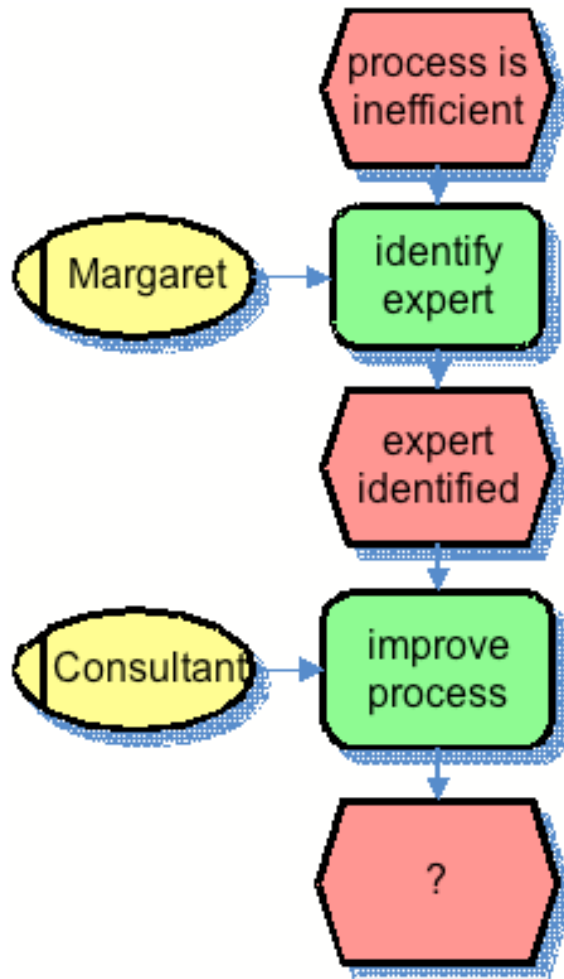 process is
inefficient
Margaret
identify
expert
expert
identified
Consultant
improve
process
?